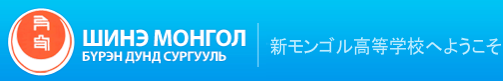 ШИНЭ МОНГОЛ
БҮРЭН ДУНД СУРГУУЛЬ
新モンゴル高等学校へようこそ